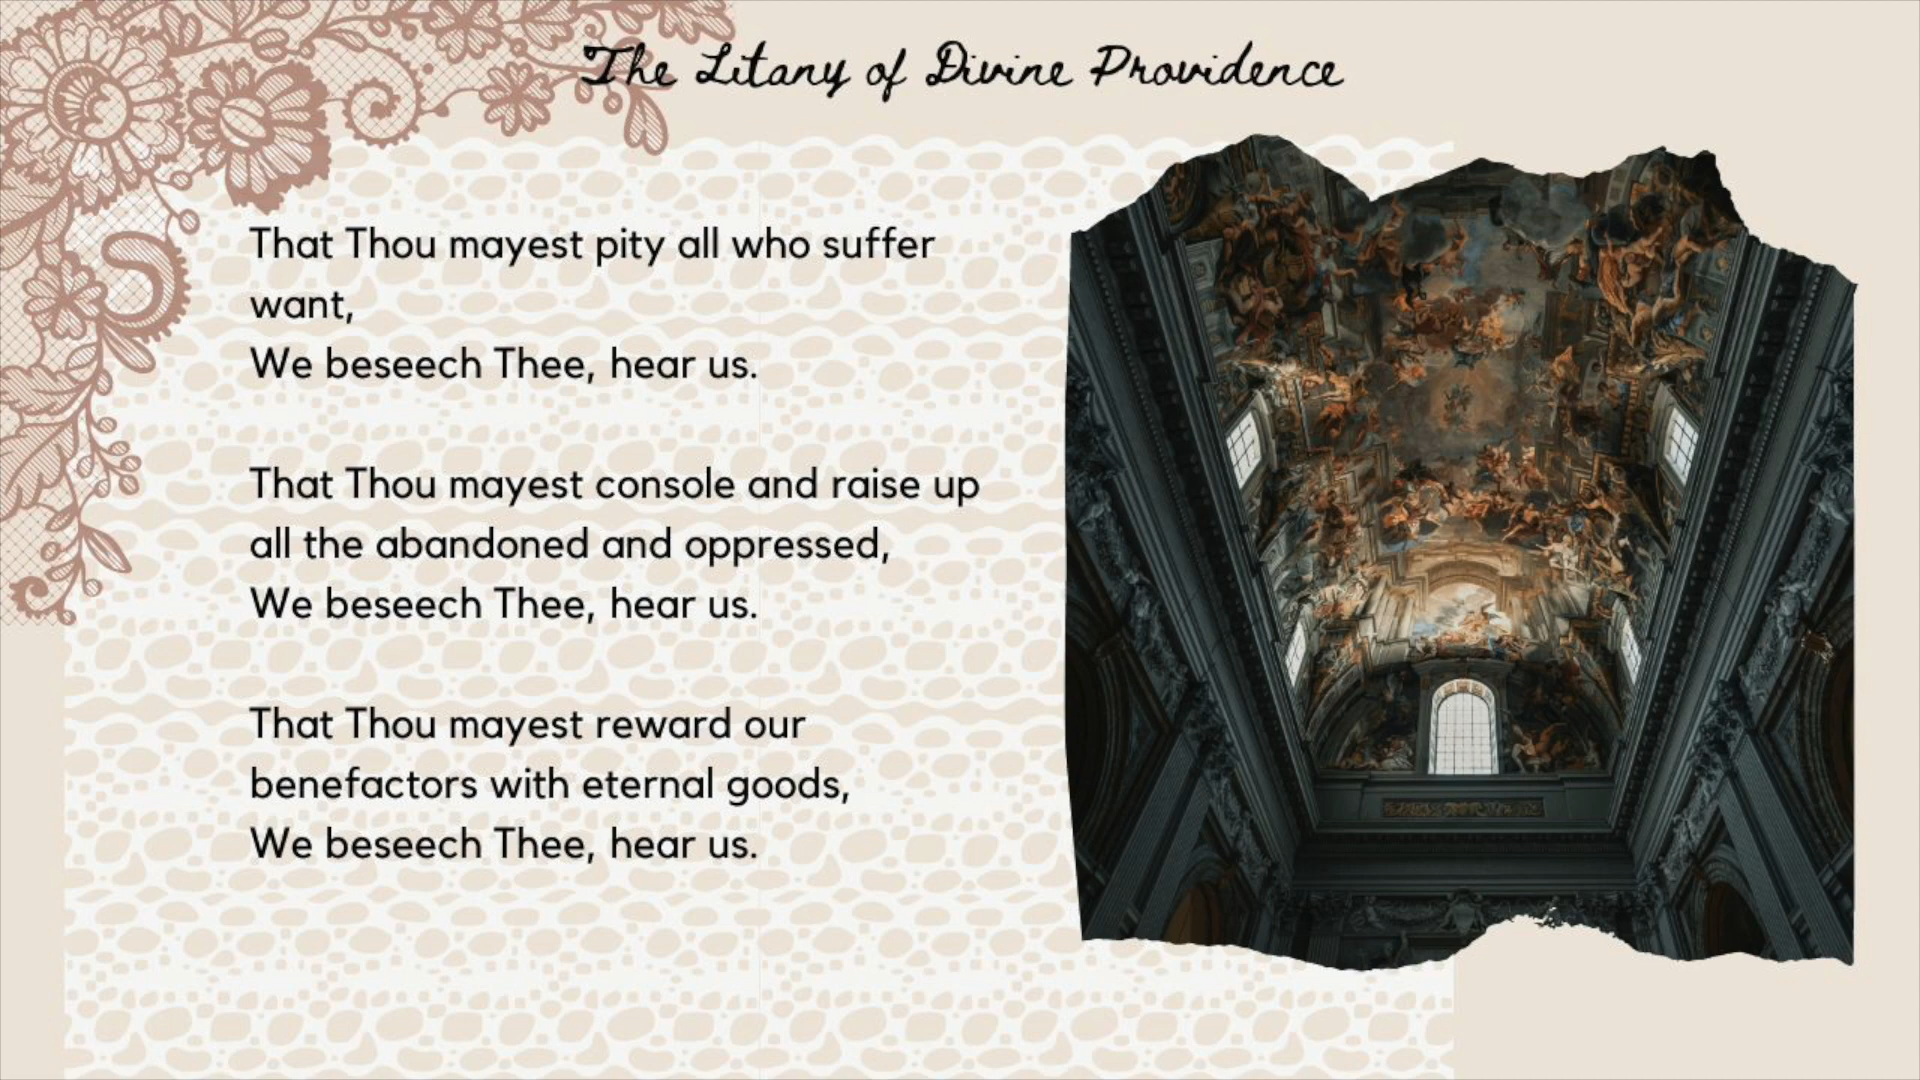 The Litany of Divine Providence
That Thou mayest pity all who suffer
want,
We beseech Thee, hear us.
That Thou mayest console and raise up
all the abandoned and oppressed,
We beseech Thee, hear us.
That Thou mayest reward our
benefactors with eternal goods,
We beseech Thee, hear us.